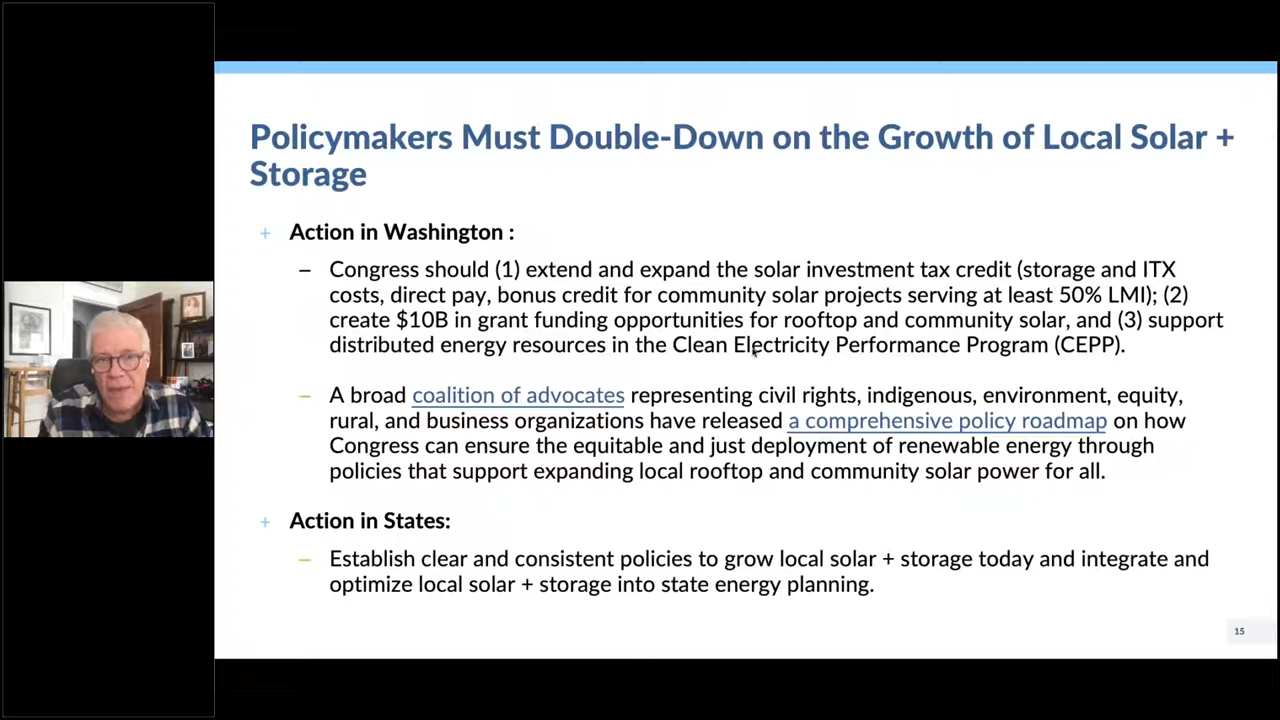 Policymakers Must Double-Down on the Growth of Local Solar +
Storage
+ Action in Washington :
– Congress should (1) extend and expand the solar investment tax credit (storage and ITX
costs, direct pay, bonus credit for community solar projects serving at least 50% LMI); (2)
create $10B in grant funding opportunities for rooftop and community solar, and (3) support
distributed energy resources in the Clean Electricity Performance Program (CEPP).
– A broad coalition of advocates representing civil rights, indigenous, environment, equity,
rural, and business organizations have released a comprehensive policy roadmap on how
Congress can ensure the equitable and just deployment of renewable energy through
policies that support expanding local rooftop and community solar power for all.
+ Action in States:
– Establish clear and consistent policies to grow local solar + storage today and integrate and
optimize local solar + storage into state energy planning.
15